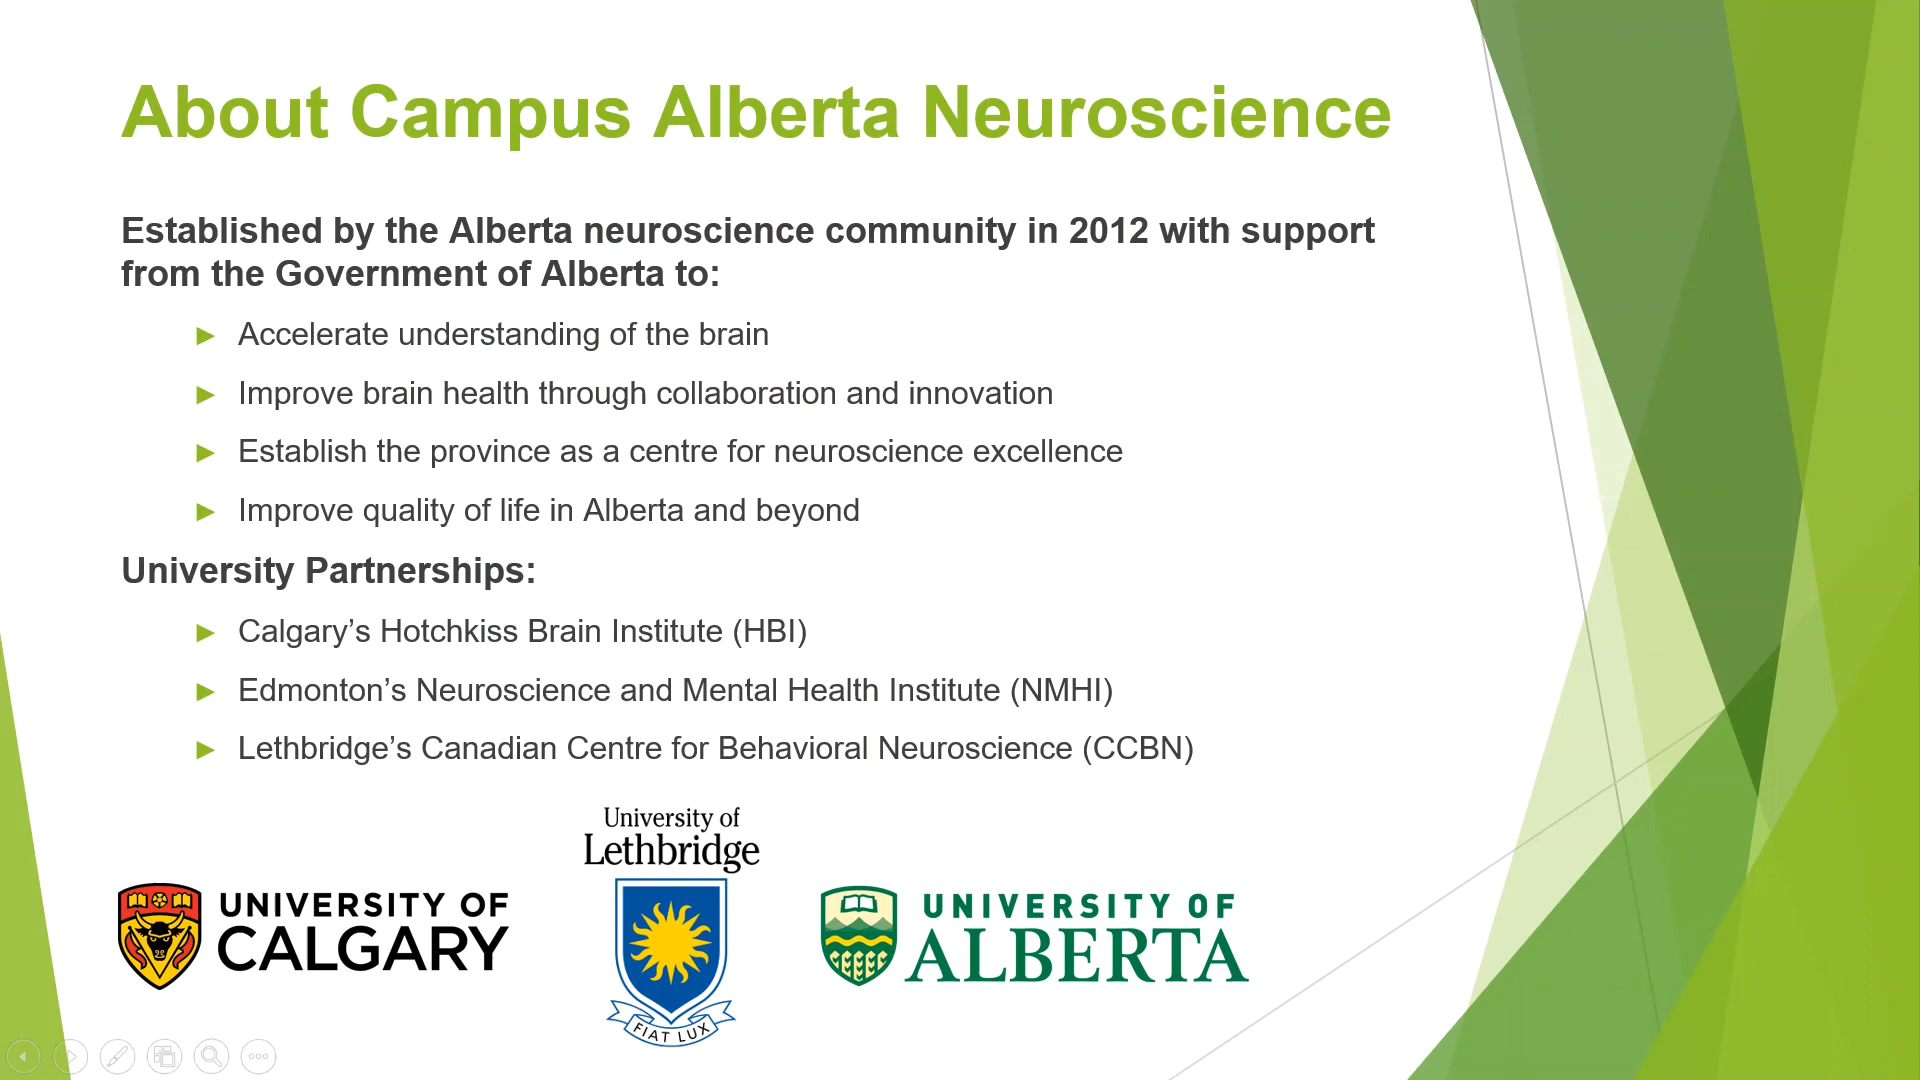 About Campus Alberta Neuroscience
Established by the Alberta neuroscience community in 2012 with support
from the Government of Alberta to:
Accelerate understanding of the brain
Improve brain health through collaboration and innovation
Establish the province as a centre for neuroscience excellence
Improve quality of life in Alberta and beyond
University Partnerships:
Calgary’s Hotchkiss Brain Institute (HBI)
Edmonton’s Neuroscience and Mental Health Institute (NMHI)
Lethbridge’s Canadian Centre for Behavioral Neuroscience (CCBN)
UNIVERSITY OF
CALGARY
University of
Lethbridge
FIAT LUX
UNIVERSITY OF
ALBERTA